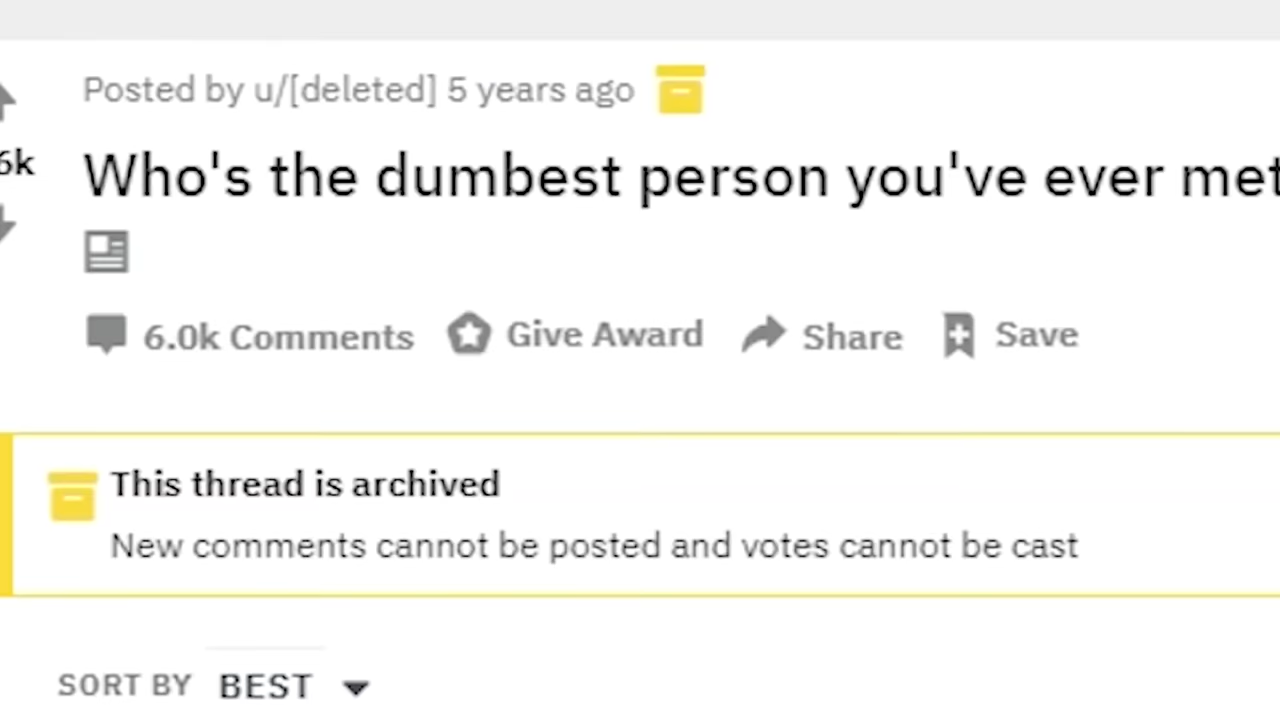 Posted by u/[deleted] 5 years ago
6k
Who's the dumbest person you've ever met
6.0k Comments Give Award Share Save
This thread is archived
New comments cannot be posted and votes cannot be cast
SORT BY BEST